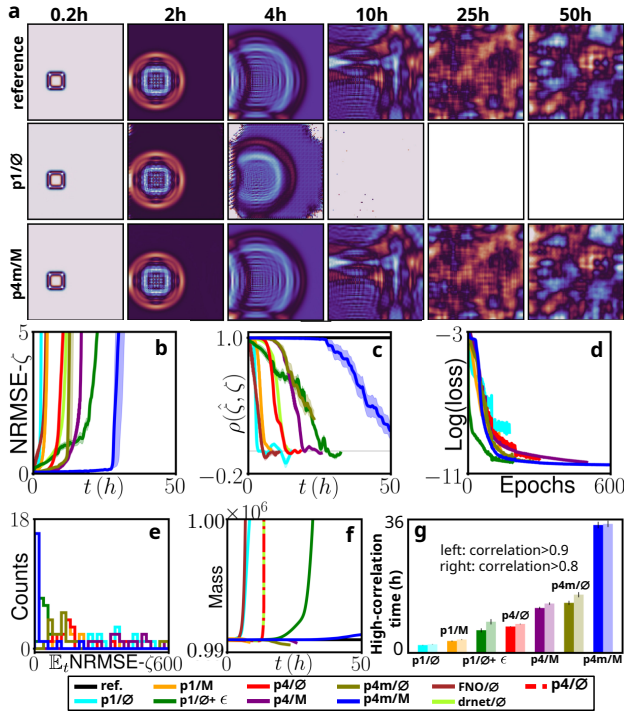 a
0.2h 2h 4h 10h 25h 50h
reference
p1/Ø
p4m/M
b
NRMSE-ζ
5
0
0 t (h) 50
c
ρ(ζ̂, ζ)
1.0
−0.2
0 t (h) 50
d
Log(loss)
−3
−11
Epochs 600
e
Counts
18
0
0 𝔼ₜNRMSE-ζ 600
f
Mass
×10⁶
1.00
0.99
0 t (h) 50
g
High-correlation
time (h)
36
0
left: correlation>0.9
right: correlation>0.8
p1/Ø p1/M p1/Ø+ ϵ p4/Ø p4/M p4m/Ø p4m/M
ref. p1/M p4/Ø p4m/Ø FNO/Ø p4/Ø
p1/Ø p1/Ø+ ϵ p4/M p4m/M drnet/Ø